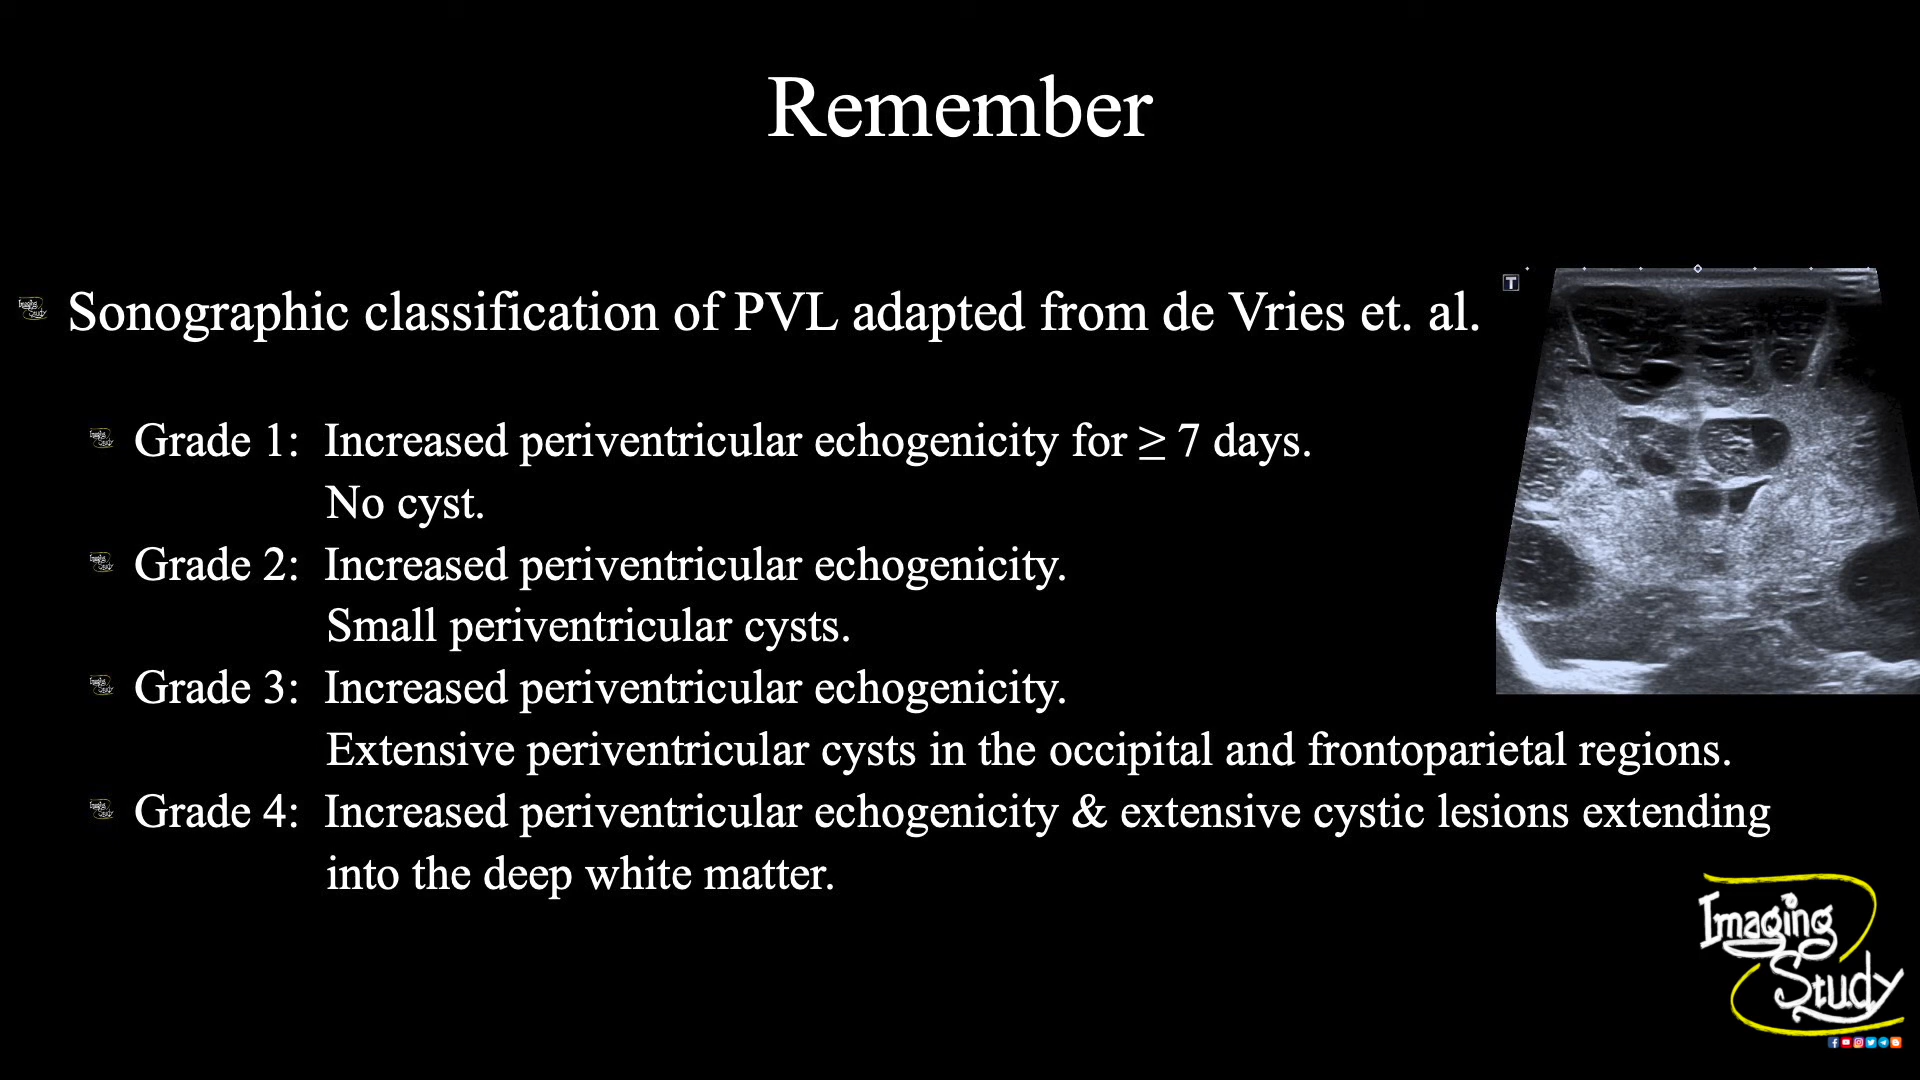 Remember
Sonographic classification of PVL adapted from de Vries et. al.
T
Grade 1: Increased periventricular echogenicity for ≥ 7 days.
No cyst.
Grade 2: Increased periventricular echogenicity.
Small periventricular cysts.
Grade 3: Increased periventricular echogenicity.
Extensive periventricular cysts in the occipital and frontoparietal regions.
Grade 4: Increased periventricular echogenicity & extensive cystic lesions extending
into the deep white matter.
Imaging
Study